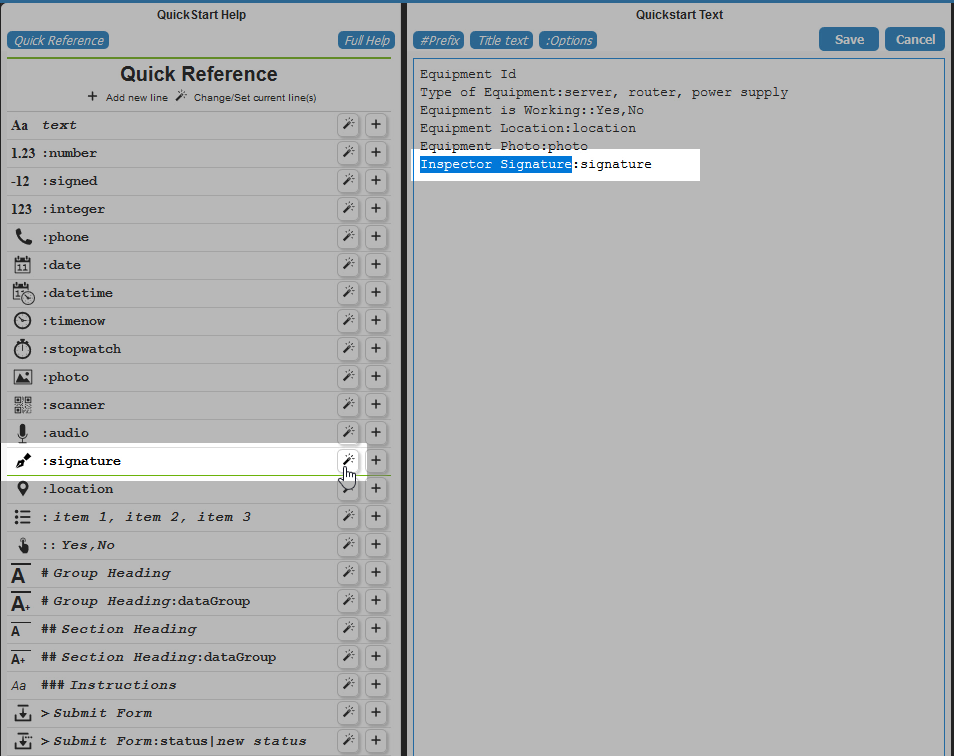 QuickStart Help
Quick Reference Full Help
Quick Reference
+ Add new line Change/Set current line(s)
Aa text
1.23 :number
-12 :signed
123 :integer
:phone
11 :date
:datetime
:timenow
:stopwatch
:photo
:scanner
:audio
:signature
:location
: item 1, item 2, item 3
:: Yes,No
A # Group Heading
A+ # Group Heading:dataGroup
A ## Section Heading
A+ ## Section Heading:dataGroup
Aa ### Instructions
> Submit Form
> Submit Form:status|new status
Quickstart Text
#Prefix Title text :Options Save Cancel
Equipment Id
Type of Equipment:server, router, power supply
Equipment is Working::Yes,No
Equipment Location:location
Equipment Photo:photo
Inspector Signature:signature